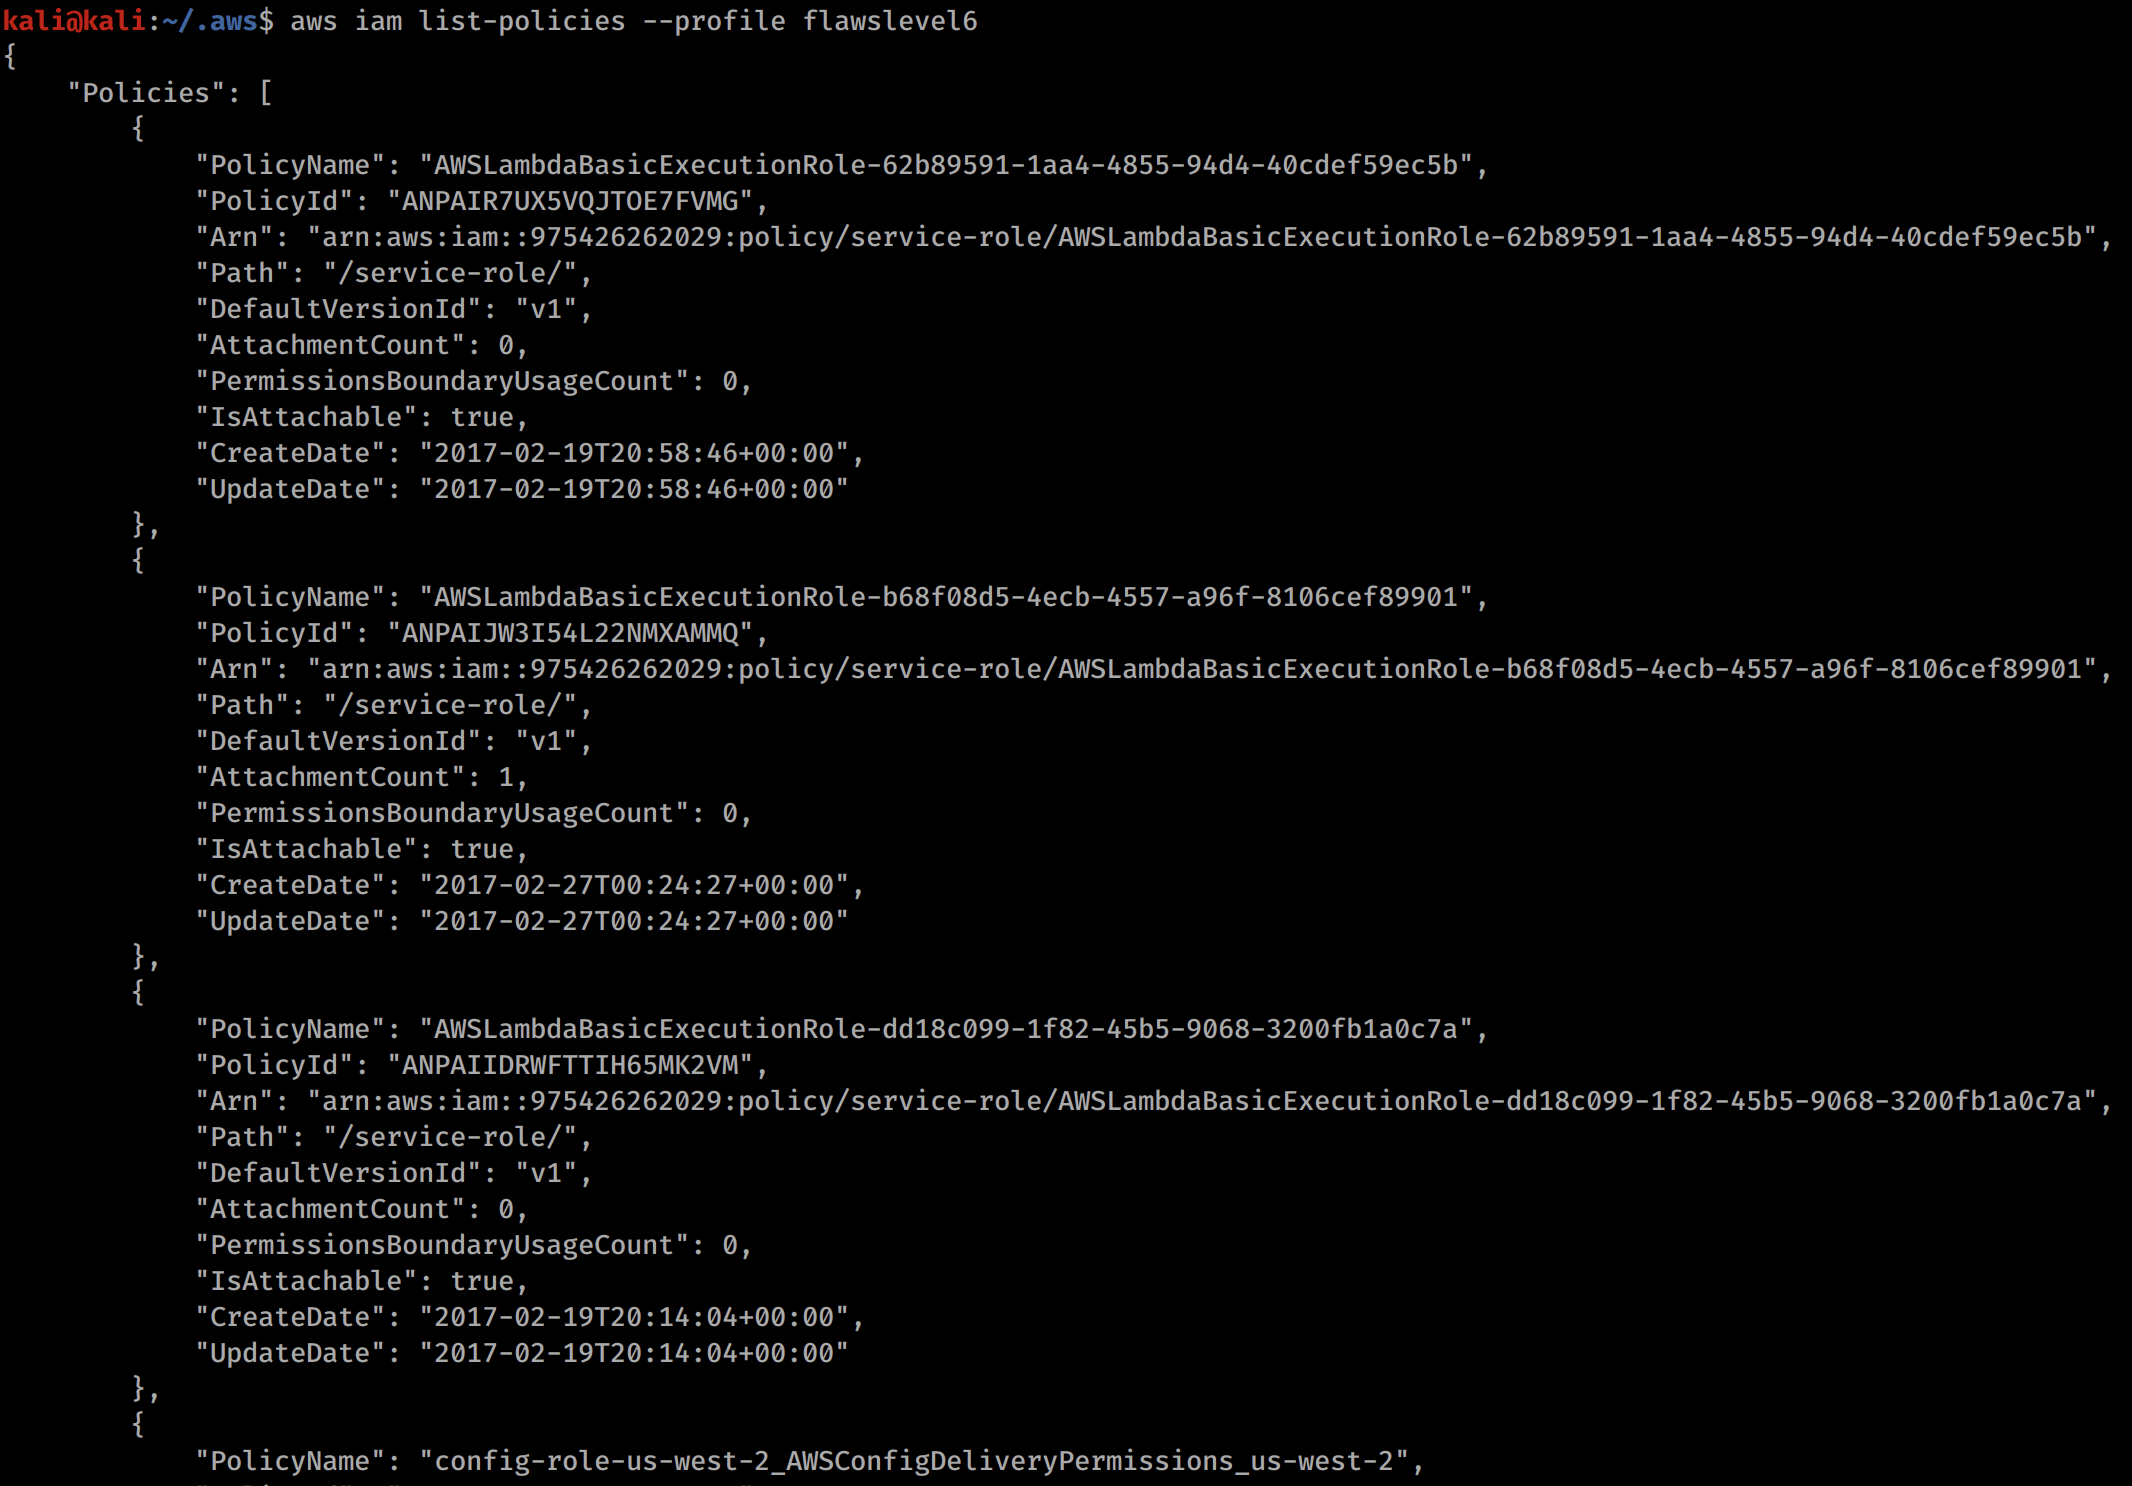 kali@kali:~/.aws$ aws iam list-policies --profile flawslevel6
{
    "Policies": [
        {
            "PolicyName": "AWSLambdaBasicExecutionRole-62b89591-1aa4-4855-94d4-40cdef59ec5b",
            "PolicyId": "ANPAIR7UX5VQJTOE7FVMG",
            "Arn": "arn:aws:iam::975426262029:policy/service-role/AWSLambdaBasicExecutionRole-62b89591-1aa4-4855-94d4-40cdef59ec5b",
            "Path": "/service-role/",
            "DefaultVersionId": "v1",
            "AttachmentCount": 0,
            "PermissionsBoundaryUsageCount": 0,
            "IsAttachable": true,
            "CreateDate": "2017-02-19T20:58:46+00:00",
            "UpdateDate": "2017-02-19T20:58:46+00:00"
        },
        {
            "PolicyName": "AWSLambdaBasicExecutionRole-b68f08d5-4ecb-4557-a96f-8106cef89901",
            "PolicyId": "ANPAIJW3I54L22NMXAMMQ",
            "Arn": "arn:aws:iam::975426262029:policy/service-role/AWSLambdaBasicExecutionRole-b68f08d5-4ecb-4557-a96f-8106cef89901",
            "Path": "/service-role/",
            "DefaultVersionId": "v1",
            "AttachmentCount": 1,
            "PermissionsBoundaryUsageCount": 0,
            "IsAttachable": true,
            "CreateDate": "2017-02-27T00:24:27+00:00",
            "UpdateDate": "2017-02-27T00:24:27+00:00"
        },
        {
            "PolicyName": "AWSLambdaBasicExecutionRole-dd18c099-1f82-45b5-9068-3200fb1a0c7a",
            "PolicyId": "ANPAIIDRWFTTIH65MK2VM",
            "Arn": "arn:aws:iam::975426262029:policy/service-role/AWSLambdaBasicExecutionRole-dd18c099-1f82-45b5-9068-3200fb1a0c7a",
            "Path": "/service-role/",
            "DefaultVersionId": "v1",
            "AttachmentCount": 0,
            "PermissionsBoundaryUsageCount": 0,
            "IsAttachable": true,
            "CreateDate": "2017-02-19T20:14:04+00:00",
            "UpdateDate": "2017-02-19T20:14:04+00:00"
        },
        {
            "PolicyName": "config-role-us-west-2_AWSConfigDeliveryPermissions_us-west-2",